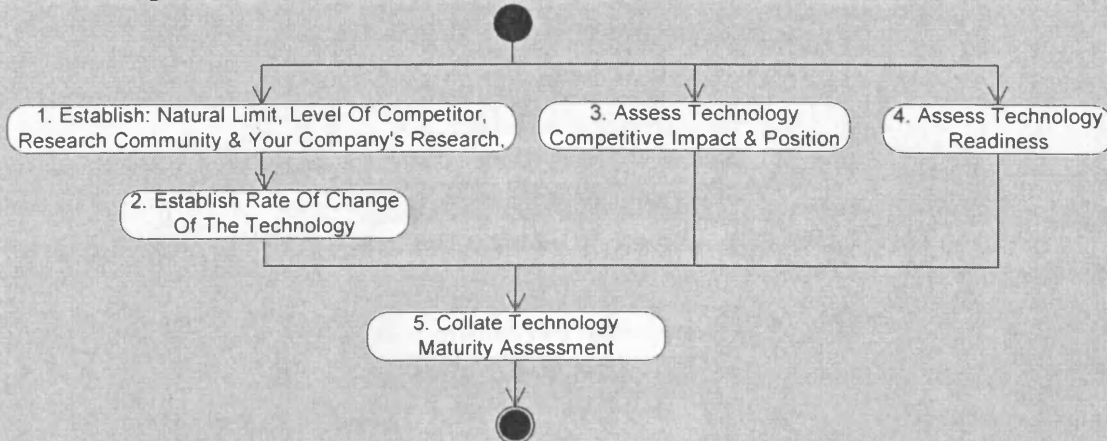 1. Establish: Natural Limit, Level Of Competitor,
Research Community & Your Company's Research,
2. Establish Rate Of Change
Of The Technology
3. Assess Technology
Competitive Impact & Position
4. Assess Technology
Readiness
5. Collate Technology
Maturity Assessment